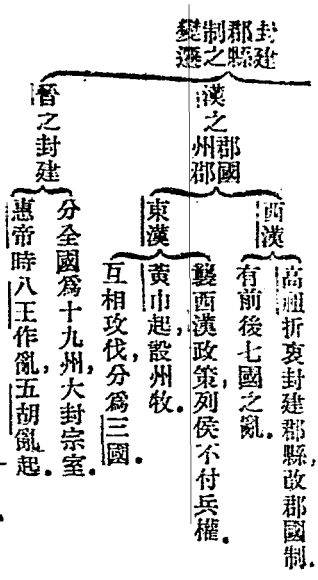 封建郡縣制之變遷
漢之郡國州郡
西漢
高祖折衷封建郡縣,改郡國制.
有前後七國之亂.
東漢
襲西漢政策,列侯不付兵權.
黃巾起,設州牧.
互相攻伐,分爲三國.
晉之封建
分全國爲十九州,大封宗室.
惠帝時八王作亂,五胡亂起.